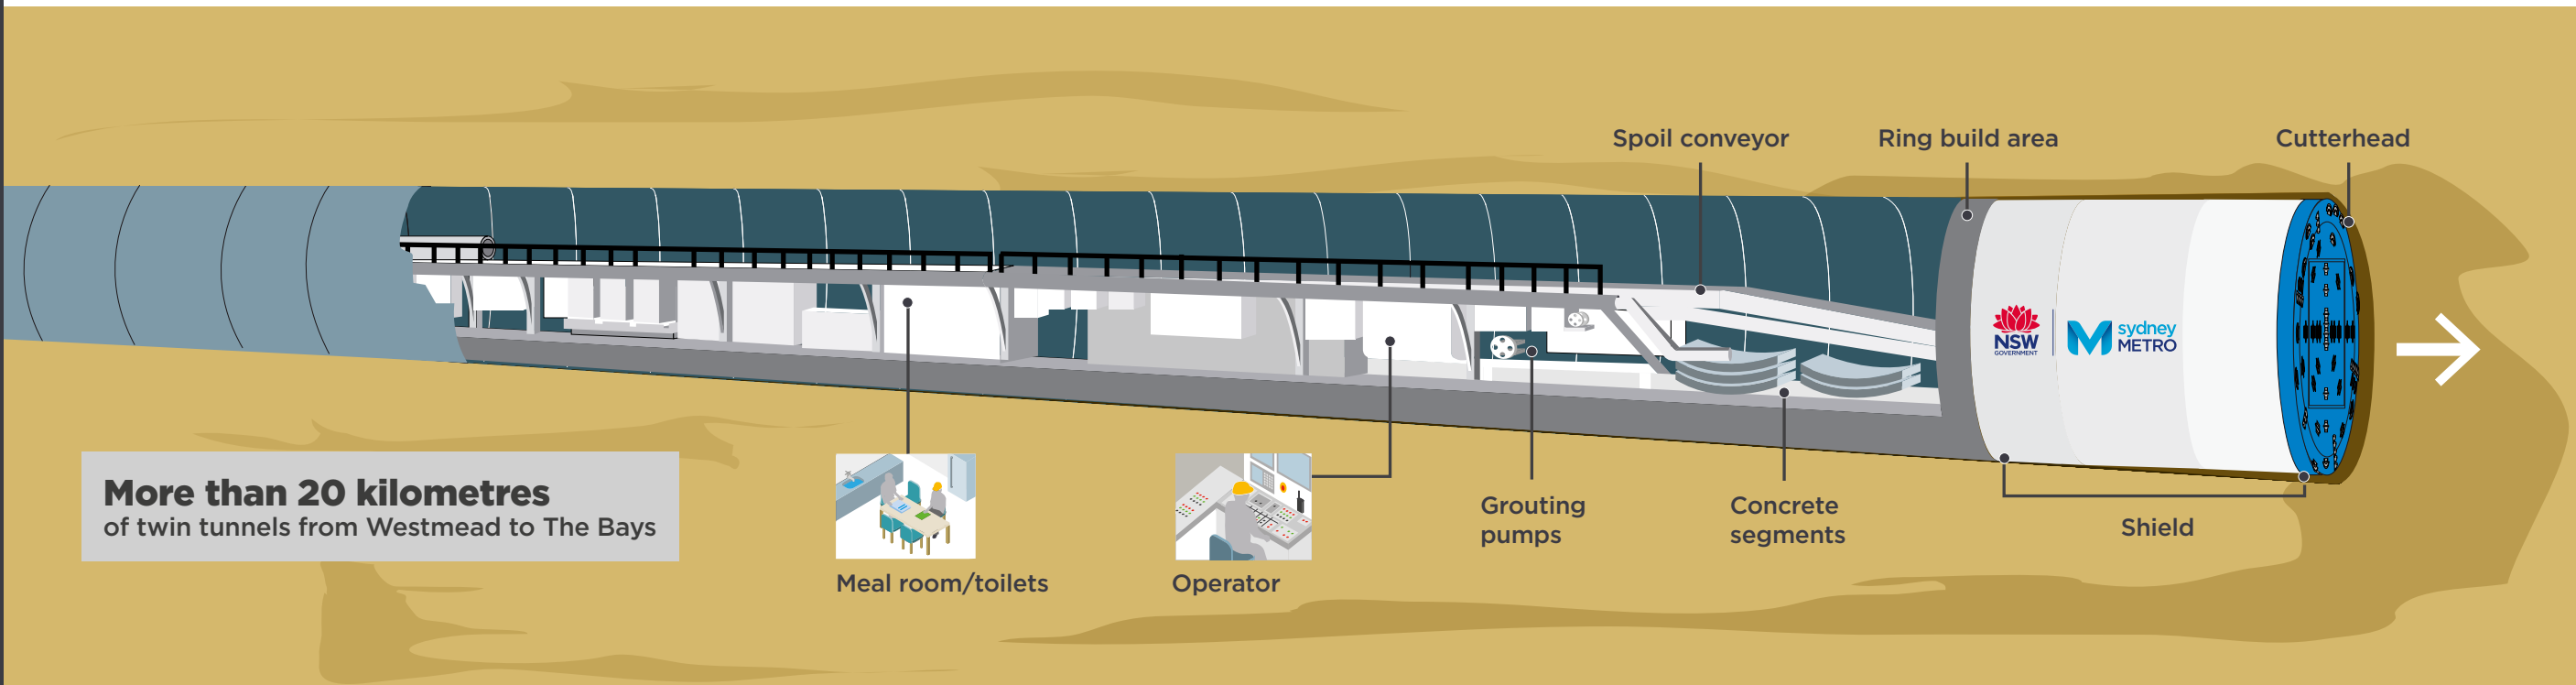 Spoil conveyor
Ring build area
Cutterhead
NSW
GOVERNMENT
sydney
METRO
More than 20 kilometres
of twin tunnels from Westmead to The Bays
Meal room/toilets
Operator
Grouting
pumps
Concrete
segments
Shield